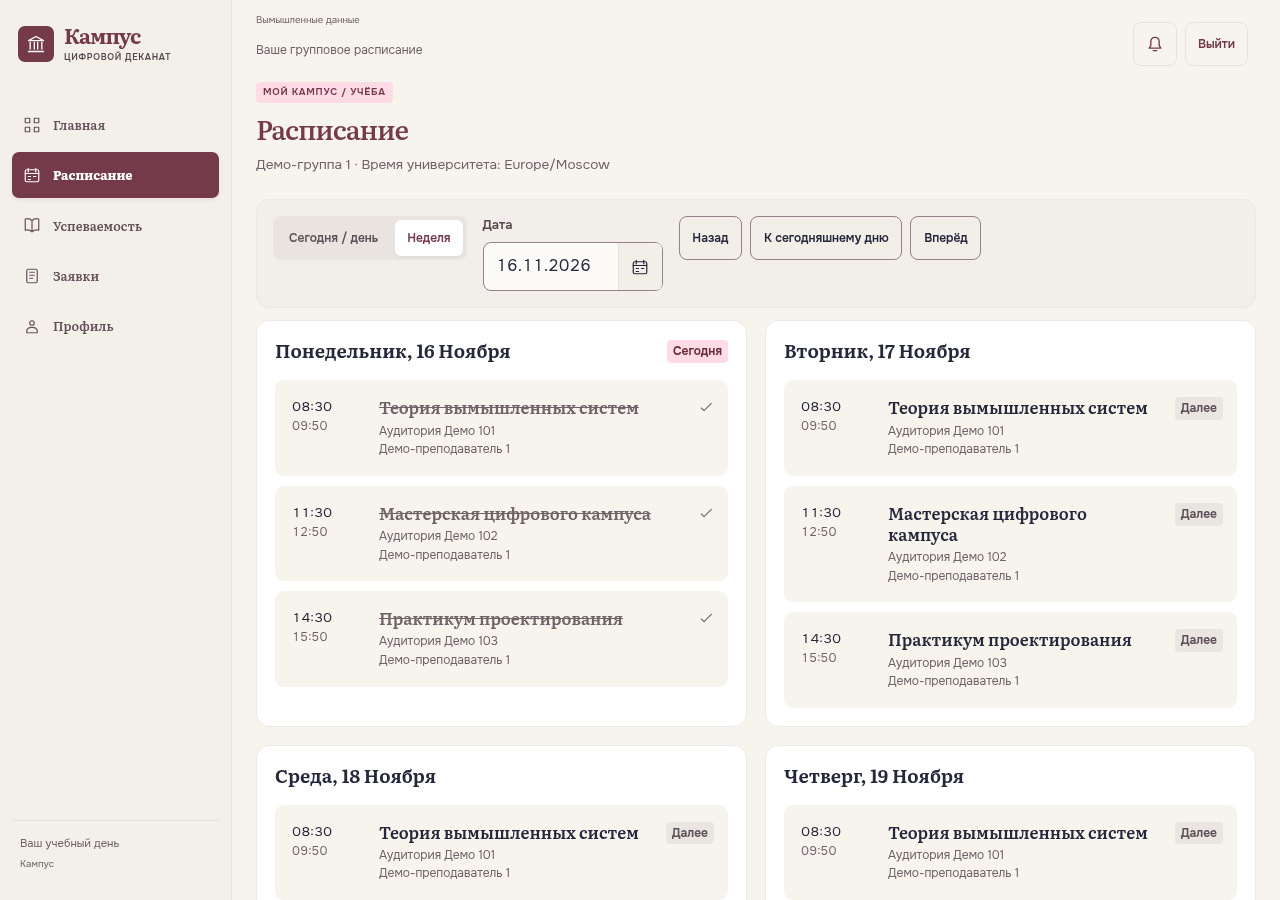 Кампус
ЦИФРОВОЙ ДЕКАНАТ
Главная
Расписание
Успеваемость
Заявки
Профиль
Ваш учебный день
Кампус
Вымышленные данные
Ваше групповое расписание
Выйти
МОЙ КАМПУС / УЧЁБА
Расписание
Демо-группа 1 · Время университета: Europe/Moscow
Сегодня / день
Неделя
Дата
16.11.2026
Назад
К сегодняшнему дню
Вперёд
Понедельник, 16 Ноября
Сегодня
08:30
09:50
Теория вымышленных систем
Аудитория Демо 101
Демо-преподаватель 1
11:30
12:50
Мастерская цифрового кампуса
Аудитория Демо 102
Демо-преподаватель 1
14:30
15:50
Практикум проектирования
Аудитория Демо 103
Демо-преподаватель 1
Вторник, 17 Ноября
08:30
09:50
Теория вымышленных систем
Аудитория Демо 101
Демо-преподаватель 1
Далее
11:30
12:50
Мастерская цифрового
кампуса
Аудитория Демо 102
Демо-преподаватель 1
Далее
14:30
15:50
Практикум проектирования
Аудитория Демо 103
Демо-преподаватель 1
Далее
Среда, 18 Ноября
08:30
09:50
Теория вымышленных систем
Аудитория Демо 101
Демо-преподаватель 1
Далее
Четверг, 19 Ноября
08:30
09:50
Теория вымышленных систем
Аудитория Демо 101
Демо-преподаватель 1
Далее